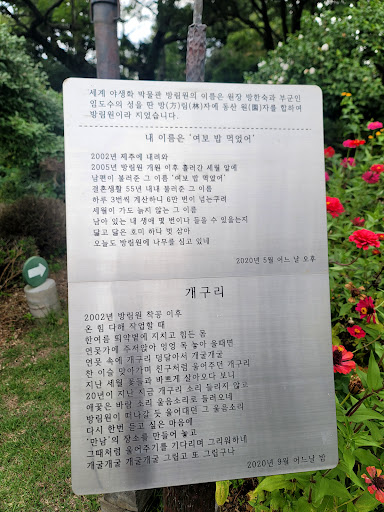 세계 야생화 박물관 방림원의 이름은 원장 방한숙과 부군인
임도수의 성을 딴 방(方)림(林)자에 동산 원(園)자를 합하여
방림원이라 지었습니다.
내 이름은 '여보 밥 먹었어'
2002년 제주에 내려와
2005년 방림원 개원 이후 흘러간 세월 앞에
남편이 불러준 그 이름 '여보 밥 먹었어'
결혼생활 55년 내내 불러준 그 이름
하루 3번씩 계산하니 6만 번이 넘는구려
세월이 가도 늙지 않는 그 이름
남아 있는 내 생애 몇 번이나 들을 수 있을는지
닳고 닳은 호미 하나 벗 삼아
오늘도 방림원에 나무를 심고 있네
2020년 5월 어느 날 오후
개구리
2002년 방림원 착공 이후
온 힘 다해 작업할 때
한여름 퇴약볕에 지치고 힘든 몸
연못가에 주저앉아 엉엉 목 놓아 울때면
연못 속에 개구리 덩달아서 개굴개굴
찬 이슬 맞아가며 친구처럼 울어주던 개구리
지난 세월 꽃들과 바쁘게 살아오다 보니
20년이 지난 지금 개구리 소리 들리지 않고
애꿎은 바람 소리 울음소리로 들려오네
방림원이 떠나갈 듯 울어대던 그 울음소리
다시 한번 듣고 싶은 마음에
'만남'의 장소를 만들어 놓고
그때처럼 울어주기를 기다리며 그리워하네
개굴개굴 개굴개굴 그립고 또 그립구나
2020년 9월 어느날 밤